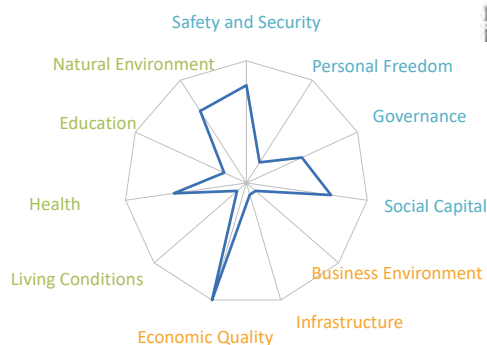 Safety and Security
Natural Environment
Personal Freedom
Education
Governance
Health
Social Capital
Living Conditions
Business Environment
Economic Quality
Infrastructure